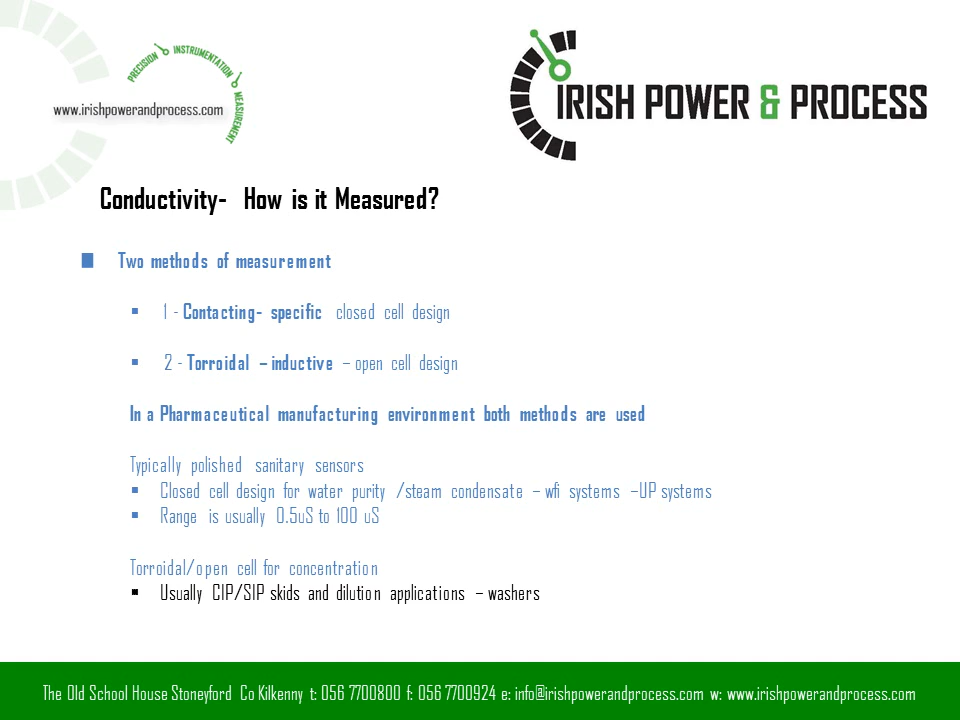 PRECISION INSTRUMENTATION MEASUREMENT
www.irishpowerandprocess.com
IRISH POWER & PROCESS
Conductivity- How is it Measured?
Two methods of measurement
1 - Contacting- specific closed cell design
2 - Torroidal – inductive – open cell design
In a Pharmaceutical manufacturing environment both methods are used
Typically polished sanitary sensors
Closed cell design for water purity /steam condensate – wfi systems –UP systems
Range is usually 0.5uS to 100 uS
Torroidal/open cell for concentration
Usually CIP/SIP skids and dilution applications – washers
The Old School House Stoneyford Co Kilkenny t: 056 7700800 f: 056 7700924 e: info@irishpowerandprocess.com w: www.irishpowerandprocess.com